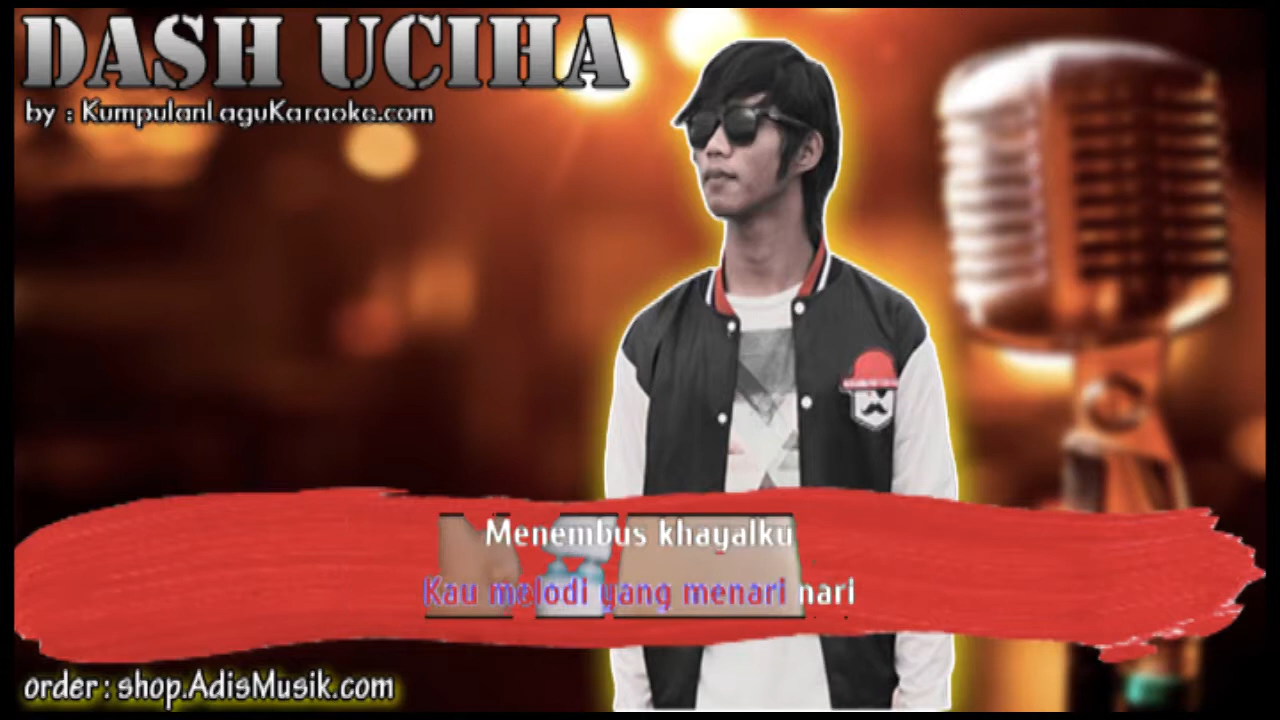 DASH UCIHA
by : KumpulanLaguKaraoke.com
Menembus khayalku
Kau melodi yang menari nari
order : shop.AdisMusik.com